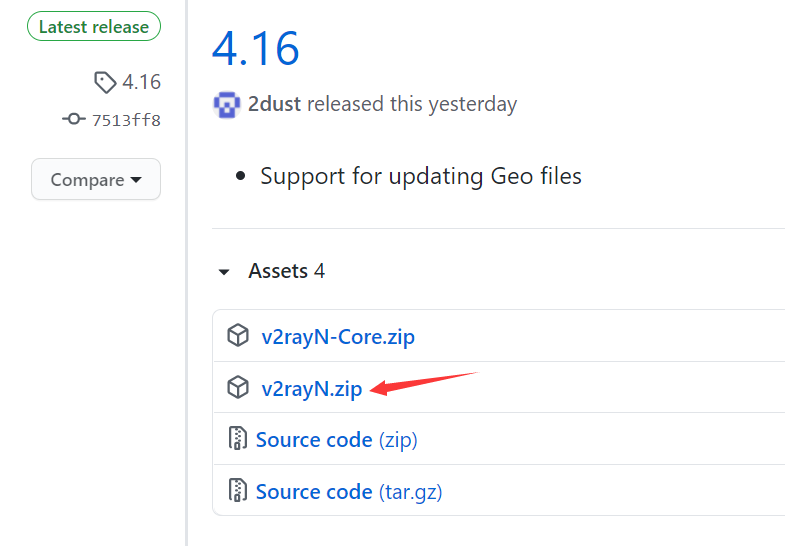 Latest release
4.16
7513ff8
Compare
4.16
2dust released this yesterday
Support for updating Geo files
Assets 4
v2rayN-Core.zip
v2rayN.zip
Source code (zip)
Source code (tar.gz)